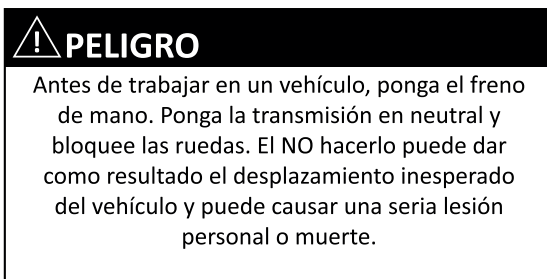 PELIGRO
Antes de trabajar en un vehículo, ponga el freno
de mano. Ponga la transmisión en neutral y
bloquee las ruedas. El NO hacerlo puede dar
como resultado el desplazamiento inesperado
del vehículo y puede causar una seria lesión
personal o muerte.